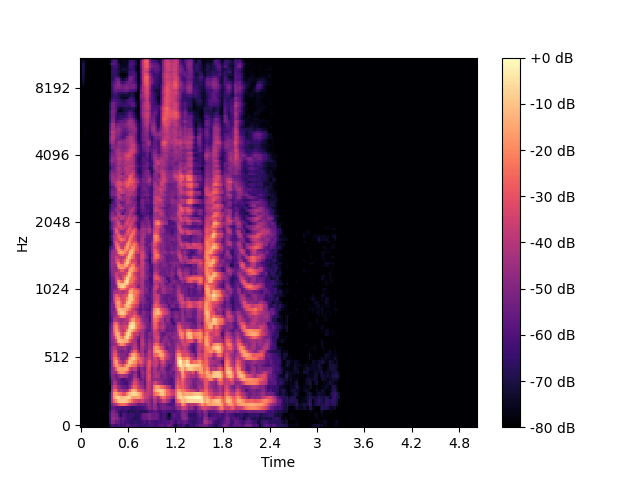 +0 dB
8192
-10 dB
4096
-20 dB
-30 dB
2048
Hz
-40 dB
1024
-50 dB
512
-60 dB
-70 dB
0
-80 dB
0 0.6 1.2 1.8 2.4 3 3.6 4.2 4.8
Time